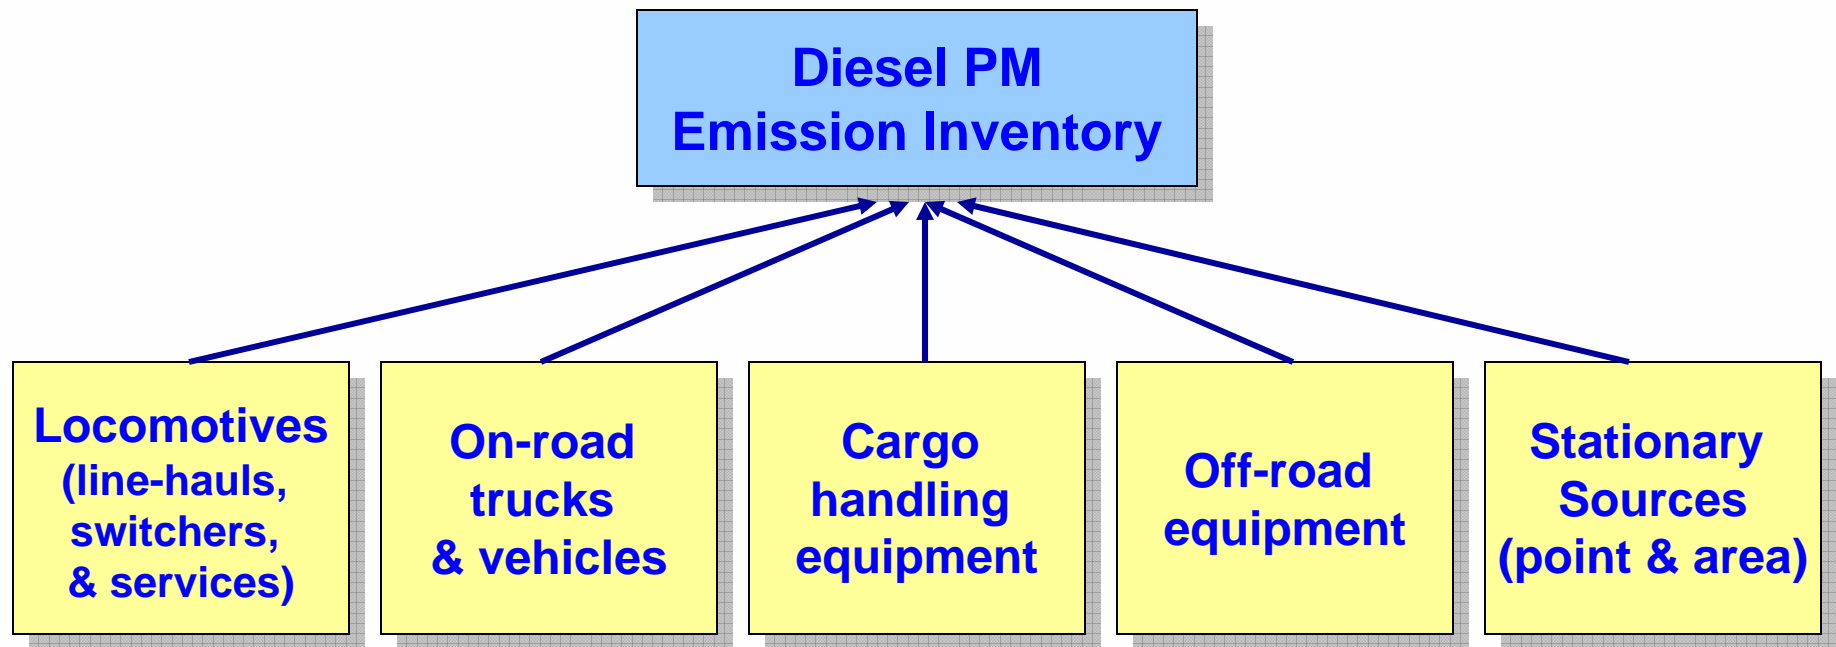 Diesel PM
Emission Inventory
Locomotives
(line-hauls,
switchers,
& services)
On-road
trucks
& vehicles
Cargo
handling
equipment
Off-road
equipment
Stationary
Sources
(point & area)